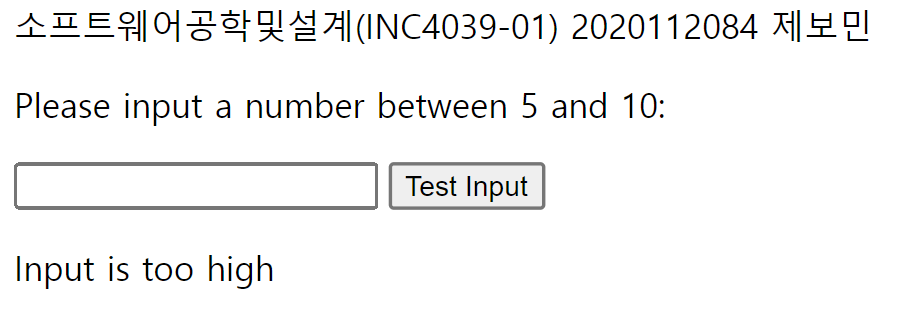 소프트웨어공학및설계(INC4039-01) 2020112084 제보민
Please input a number between 5 and 10:
Test Input
Input is too high